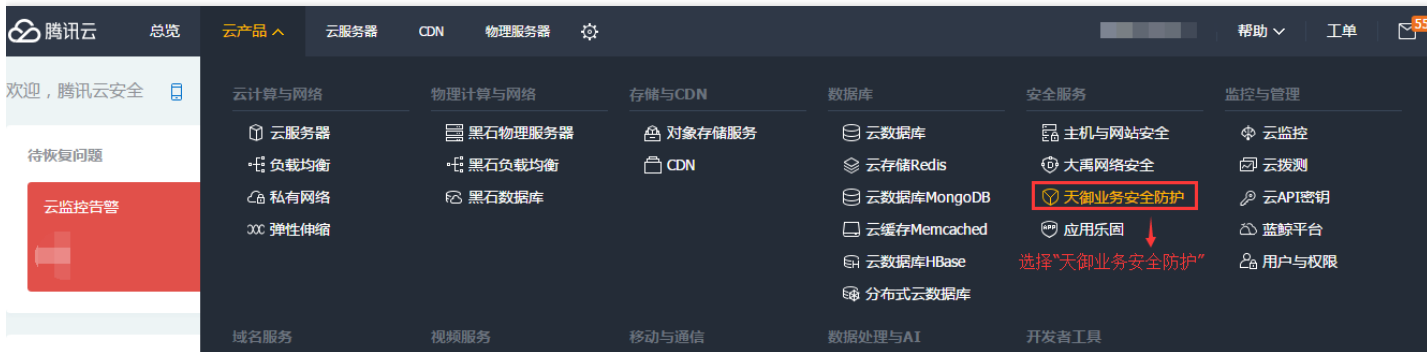 腾讯云 总览 云产品 云服务器 CDN 物理服务器 帮助 工单 55
欢迎，腾讯云安全
待恢复问题
云监控告警
云计算与网络 物理计算与网络 存储与CDN 数据库 安全服务 监控与管理
云服务器 黑石物理服务器 对象存储服务 云数据库 主机与网站安全 云监控
负载均衡 黑石负载均衡 CDN 云存储Redis 大禹网络安全 云拨测
私有网络 黑石数据库 云数据库MongoDB 天御业务安全防护 云API密钥
弹性伸缩 云缓存Memcached 应用乐固 蓝鲸平台
云数据库HBase 选择“天御业务安全防护” 用户与权限
分布式云数据库
域名服务 视频服务 移动与通信 数据处理与AI 开发者工具